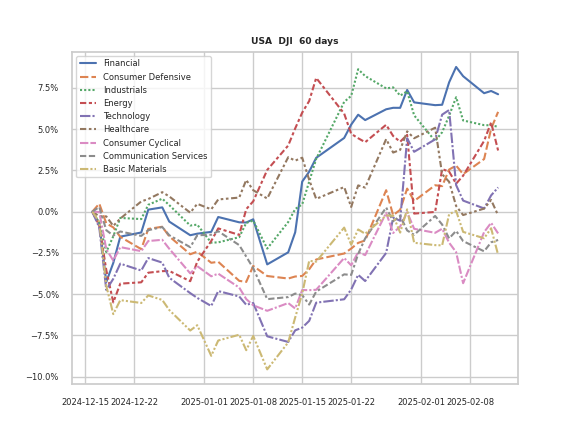 USA DJI 60 days
Financial
Consumer Defensive
Industrials
Energy
Technology
Healthcare
Consumer Cyclical
Communication Services
Basic Materials
7.5%
5.0%
2.5%
0.0%
−2.5%
−5.0%
−7.5%
−10.0%
2024-12-15 2024-12-22 2025-01-01 2025-01-08 2025-01-15 2025-01-22 2025-02-01 2025-02-08